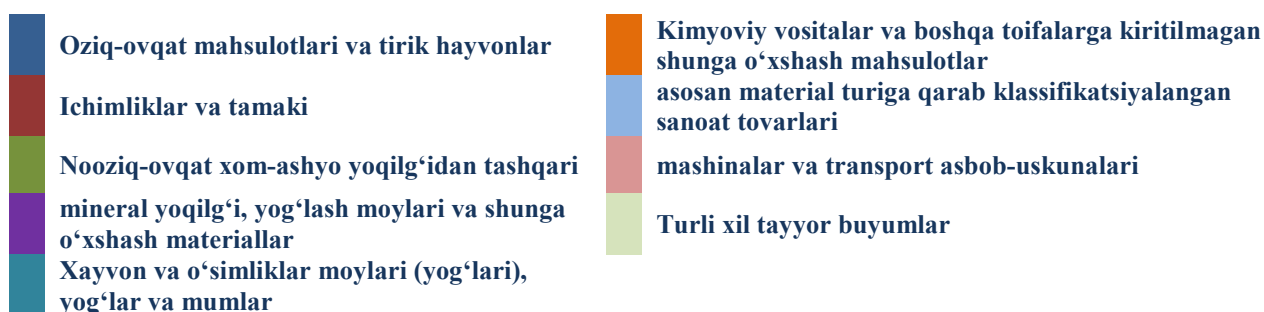 Oziq-ovqat mahsulotlari va tirik hayvonlar
Ichimliklar va tamaki
Nooziq-ovqat xom-ashyo yoqilg‘idan tashqari
mineral yoqilg‘i, yog‘lash moylari va shunga
o‘xshash materiallar
Xayvon va o‘simliklar moylari (yog‘lari),
yog‘lar va mumlar
Kimyoviy vositalar va boshqa toifalarga kiritilmagan
shunga o‘xshash mahsulotlar
asosan material turiga qarab klassifikatsiyalangan
sanoat tovarlari
mashinalar va transport asbob-uskunalari
Turli xil tayyor buyumlar